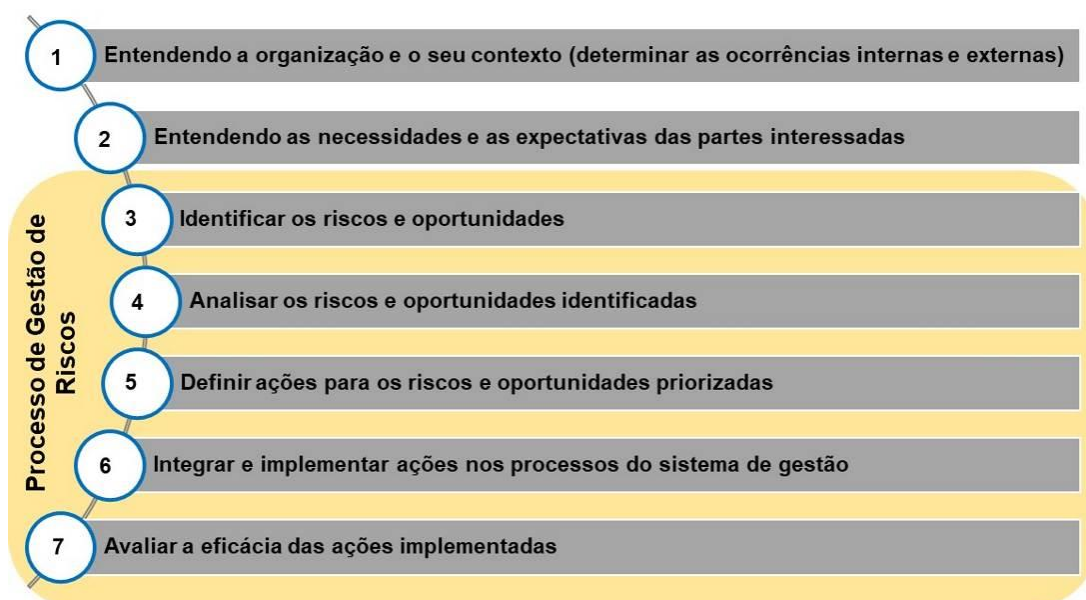 1
Entendendo a organização e o seu contexto (determinar as ocorrências internas e externas)
2
Entendendo as necessidades e as expectativas das partes interessadas
Processo de Gestão de
Riscos
3
Identificar os riscos e oportunidades
4
Analisar os riscos e oportunidades identificadas
5
Definir ações para os riscos e oportunidades priorizadas
6
Integrar e implementar ações nos processos do sistema de gestão
7
Avaliar a eficácia das ações implementadas